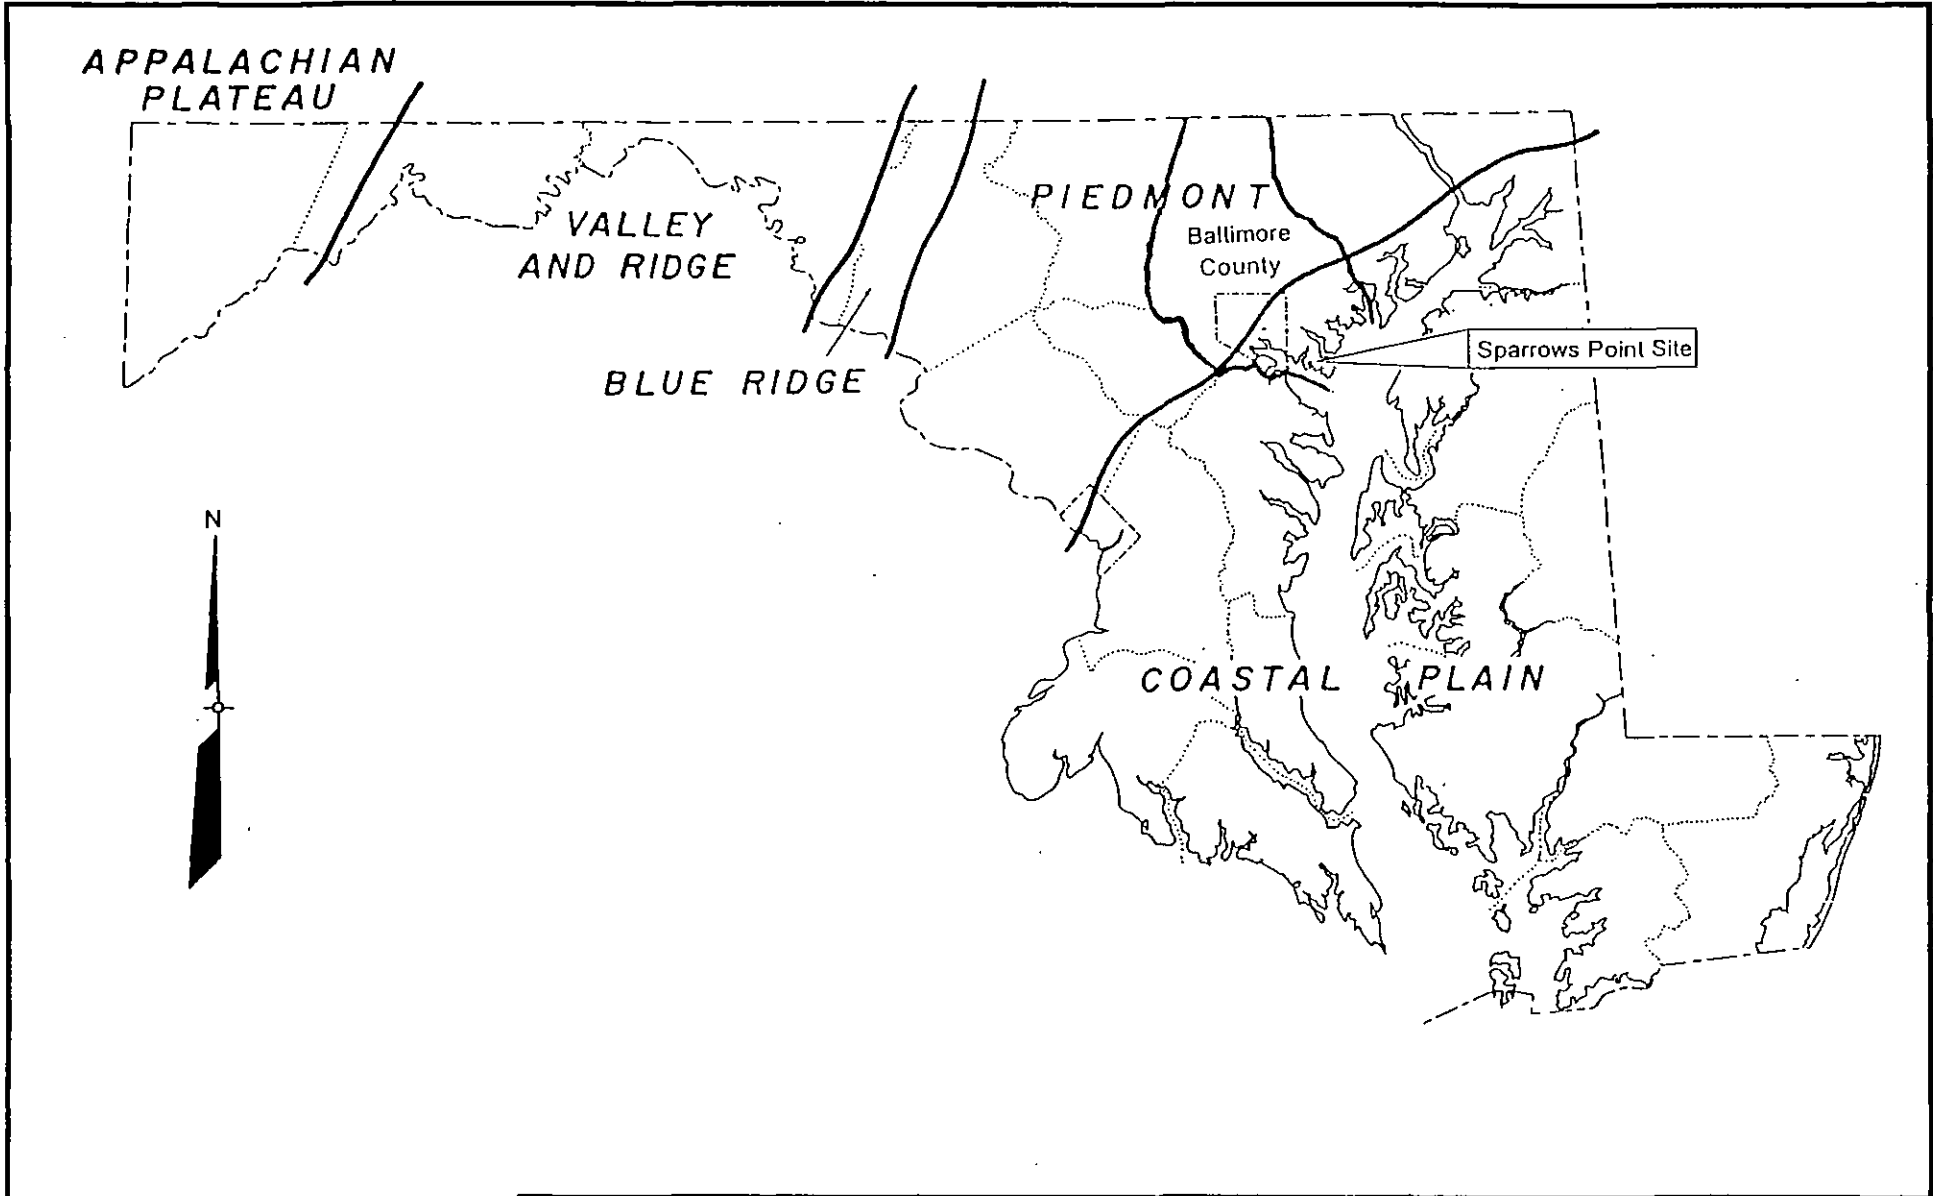 APPALACHIAN
PLATEAU
PIEDMONT
VALLEY
AND RIDGE
Baltimore
County
Sparrows Point Site
BLUE RIDGE
N
COASTAL PLAIN